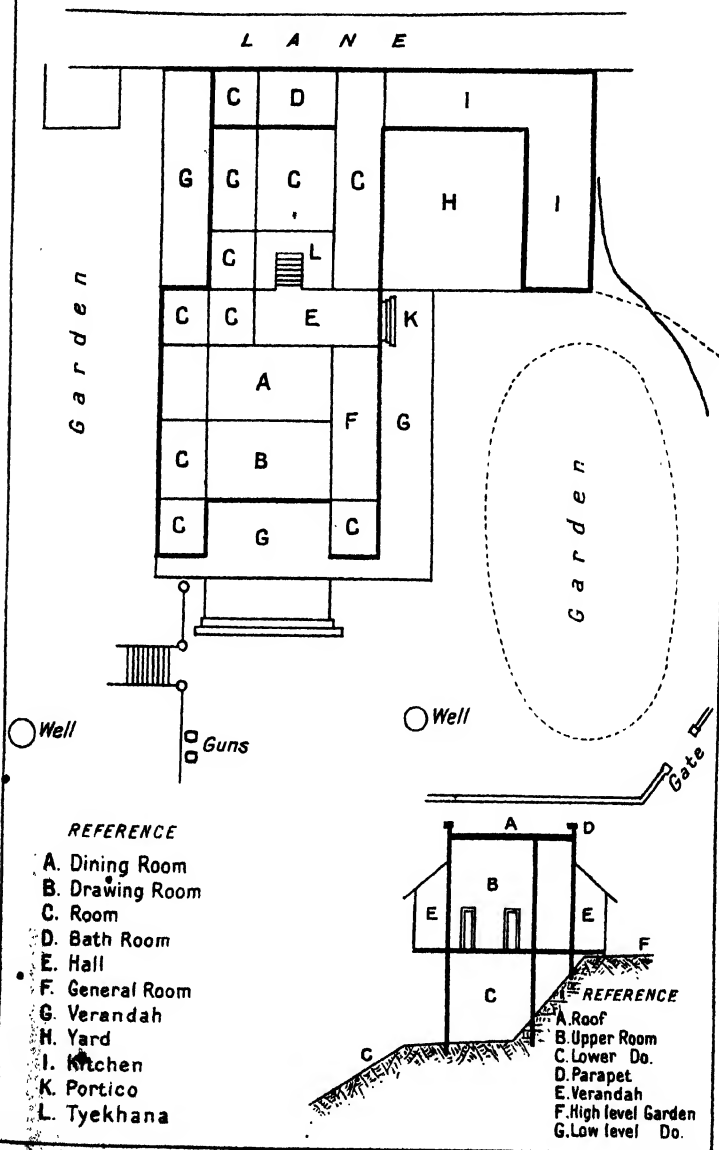 LANE
C D I
G C C C H I
C L
C C E K
Garden
A
F G
C B
Garden
C G C
Well
Guns
Well
Gate
REFERENCE
A. Dining Room
B. Drawing Room
C. Room
D. Bath Room
E. Hall
F. General Room
G. Verandah
H. Yard
I. Kitchen
K. Portico
L. Tyekhana
A D
B
E E
F
C
G
REFERENCE
A.Roof
B.Upper Room
C.Lower Do.
D.Parapet
E.Verandah
F.High level Garden
G.Low level Do.